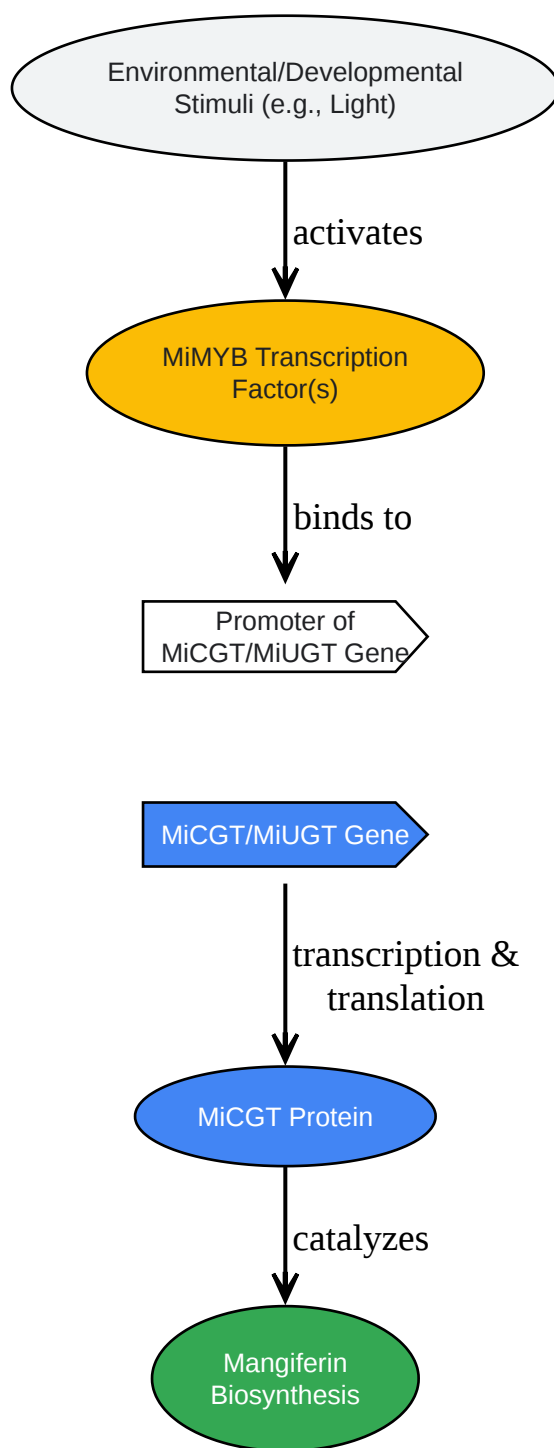 Environmental/Developmental
Stimuli (e.g., Light)
activates
MiMYB Transcription
Factor(s)
binds to
Promoter of
MiCGT/MiUGT Gene
MiCGT/MiUGT Gene
transcription &
translation
MiCGT Protein
catalyzes
Mangiferin
Biosynthesis